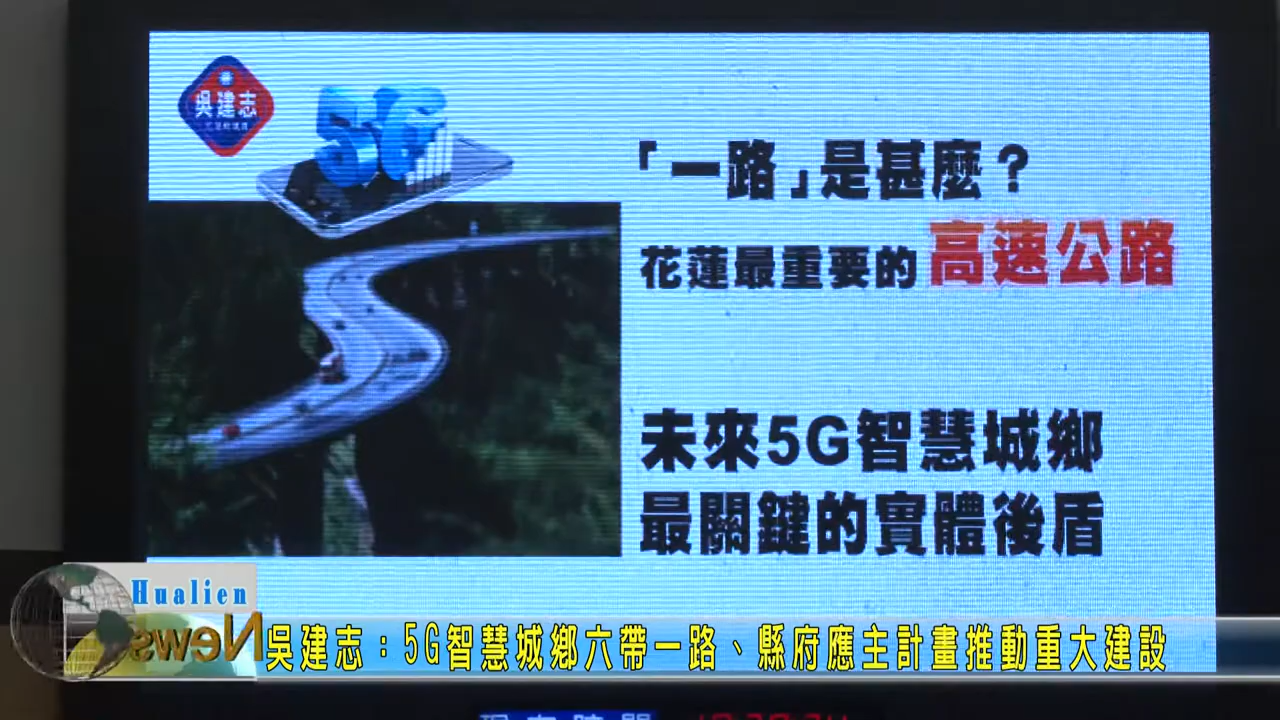 吳建志
5G
「一路」是甚麼？
花蓮最重要的高速公路
未來5G智慧城鄉
最關鍵的實體後盾
Hualien
News
吳建志：5G智慧城鄉六帶一路、縣府應主計畫推動重大建設